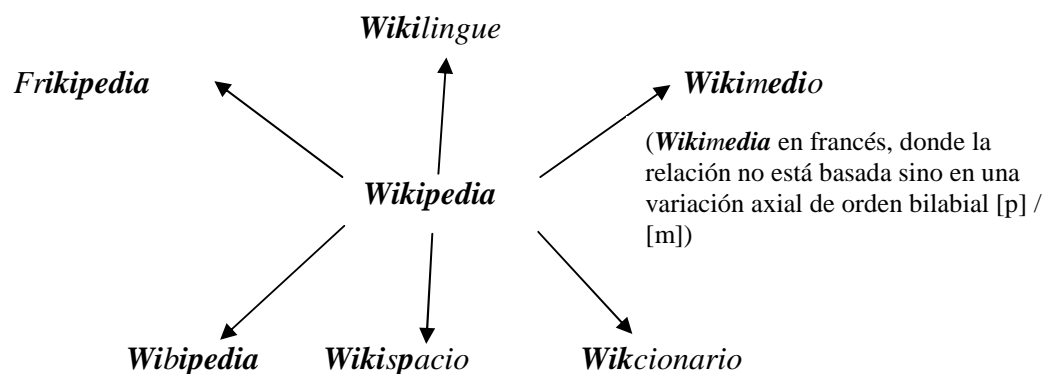 Wikilingue
Frikipedia
Wikimedio
(Wikimedia en francés, donde la
relación no está basada sino en una
variación axial de orden bilabial [p] /
[m])
Wikipedia
Wibipedia
Wikispacio
Wikcionario